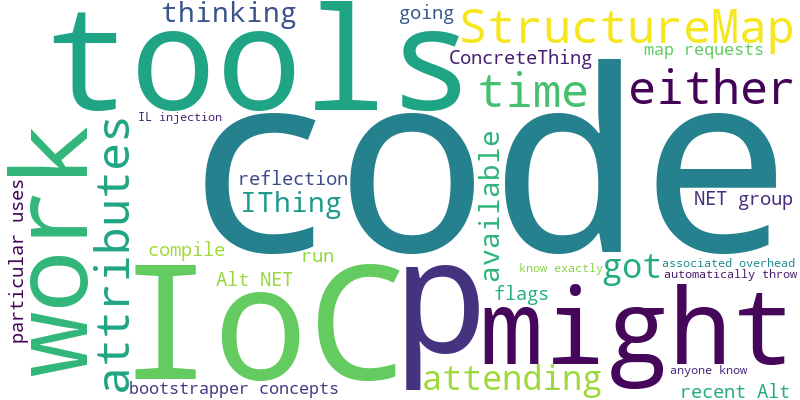 thinking
going
StructureMap
tools
map requests
ConcreteThing
time
either
IL injection
code
work
attributes
available
reflection
IThing
NET group
particular uses
compile
run
IoC
Alt NET
p
got
know exactly
associated overhead
automatically throw
flags
might
attending
anyone know
bootstrapper concepts
recent Alt